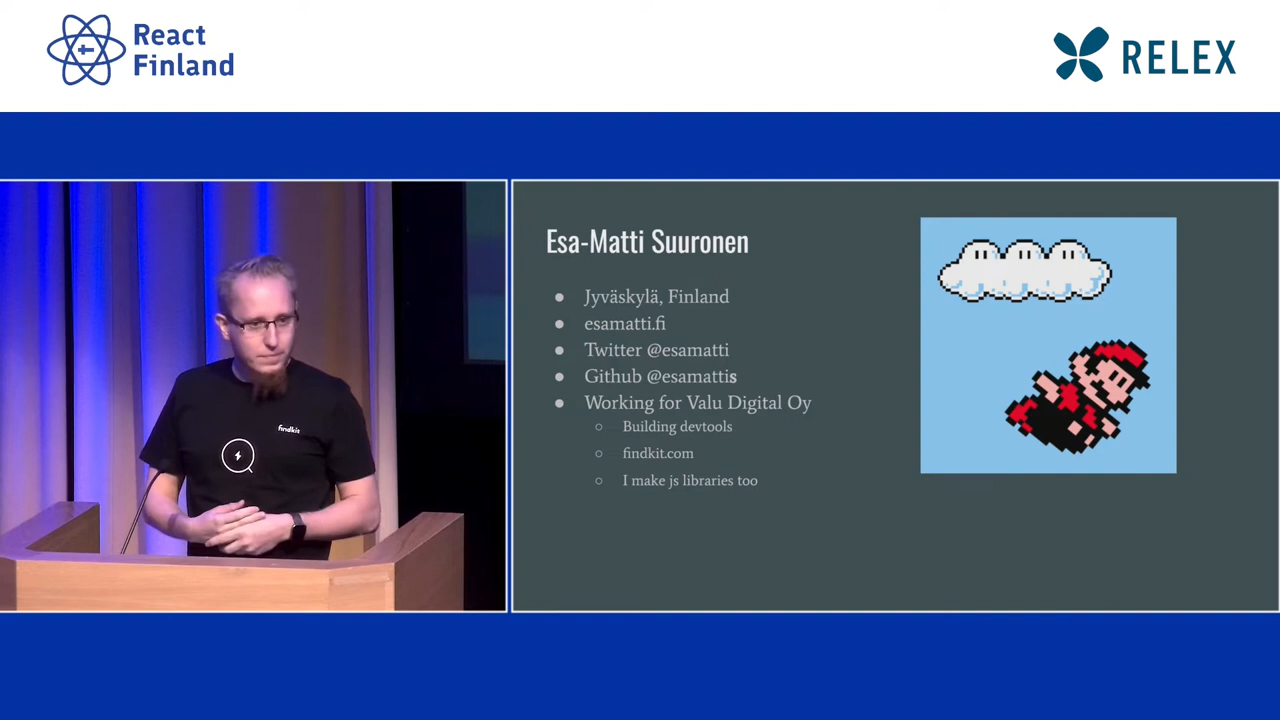 React
Finland
RELEX
Esa-Matti Suuronen
● Jyväskylä, Finland
● esamatti.fi
● Twitter @esamatti
● Github @esamattis
● Working for Valu Digital Oy
○ Building devtools
○ findkit.com
○ I make js libraries too
findkit